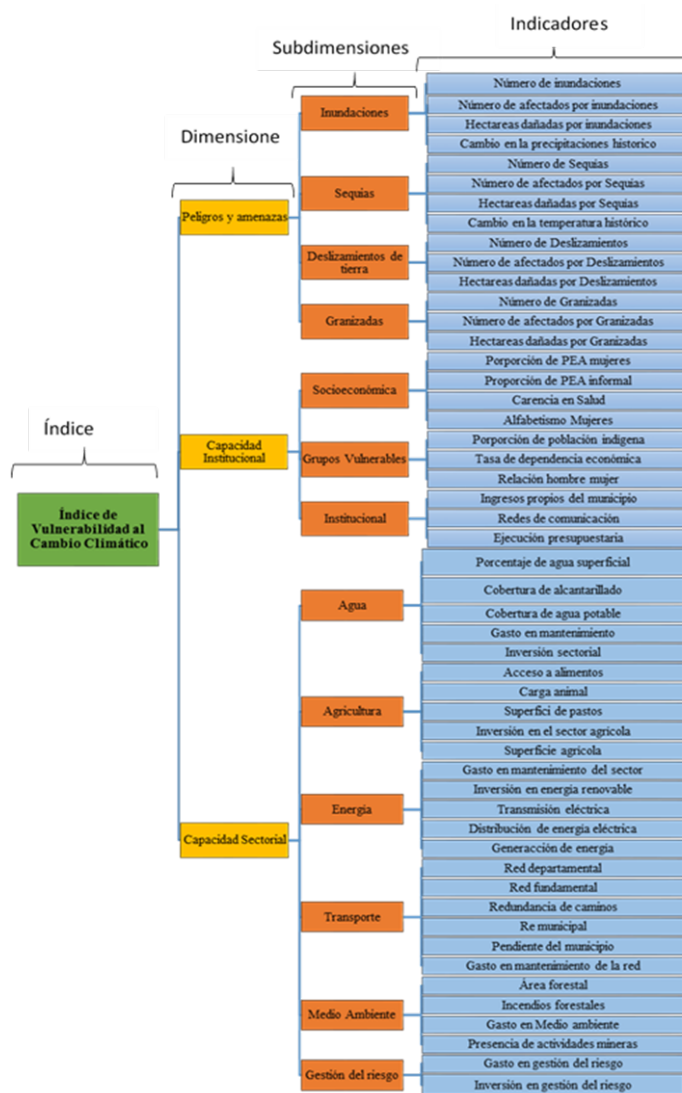 Indicadores
Subdimensiones
Dimensione
Índice
Índice de
Vulnerabilidad al
Cambio Climático
Peligros y amenazas
Inundaciones
Número de inundaciones
Número de afectados por inundaciones
Hectareas dañadas por inundaciones
Cambio en la precipitaciones historico
Sequias
Número de Sequias
Número de afectados por Sequias
Hectareas dañadas por Sequias
Cambio en la temperatura histórico
Deslizamientos de
tierra
Número de Deslizamientos
Número de afectados por Deslizamientos
Hectareas dañadas por Deslizamientos
Granizadas
Número de Granizadas
Número de afectados por Granizadas
Hectareas dañadas por Granizadas
Capacidad
Institucional
Socioeconómica
Porporción de PEA mujeres
Proporción de PEA informal
Carencia en Salud
Alfabetismo Mujeres
Grupos Vulnerables
Porporción de población indígena
Tasa de dependencia económica
Relación hombre mujer
Institucional
Ingresos propios del municipio
Redes de comunicación
Ejecución presupuestaria
Capacidad Sectorial
Agua
Porcentaje de agua superficial
Cobertura de alcantarillado
Cobertura de agua potable
Gasto en mantenimiento
Inversión sectorial
Agricultura
Acceso a alimentos
Carga animal
Superfici de pastos
Inversión en el sector agrícola
Superficie agrícola
Energía
Gasto en mantenimiento del sector
Inversión en energía renovable
Transmisión eléctrica
Distribución de energía eléctrica
Generacción de energía
Transporte
Red departamental
Red fundamental
Redundancia de caminos
Re municipal
Pendiente del municipio
Gasto en mantenimiento de la red
Medio Ambiente
Área forestal
Incendios forestales
Gasto en Medio ambiente
Presencia de actividades mineras
Gestión del riesgo
Gasto en gestión del riesgo
Inversión en gestión del riesgo